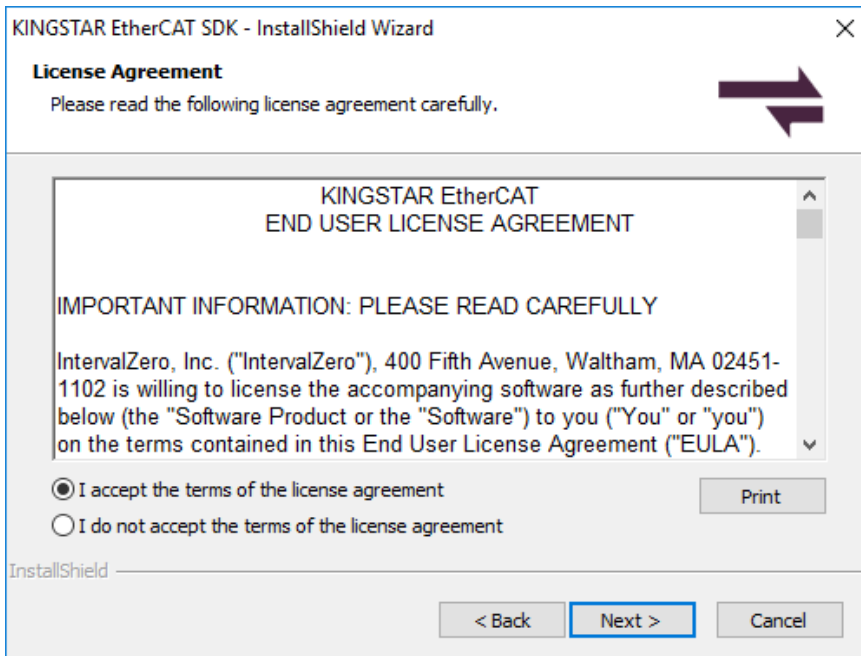 KINGSTAR EtherCAT SDK - InstallShield Wizard
License Agreement
Please read the following license agreement carefully.
KINGSTAR EtherCAT
END USER LICENSE AGREEMENT
IMPORTANT INFORMATION: PLEASE READ CAREFULLY
IntervalZero, Inc. ("IntervalZero"), 400 Fifth Avenue, Waltham, MA 02451-
1102 is willing to license the accompanying software as further described
below (the "Software Product or the "Software") to you ("You" or "you")
on the terms contained in this End User License Agreement ("EULA").
I accept the terms of the license agreement
Print
I do not accept the terms of the license agreement
InstallShield
< Back
Next >
Cancel